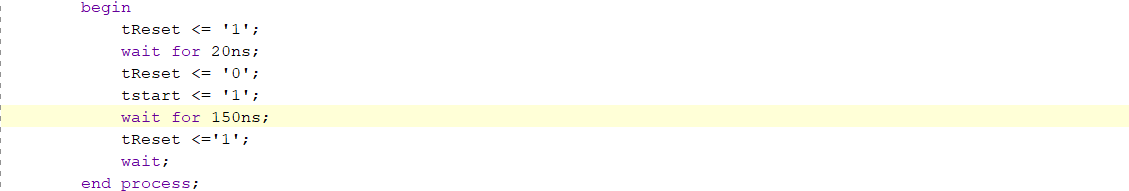 begin
tReset <= '1';
wait for 20ns;
tReset <= '0';
tstart <= '1';
wait for 150ns;
tReset <='1';
wait;
end process;